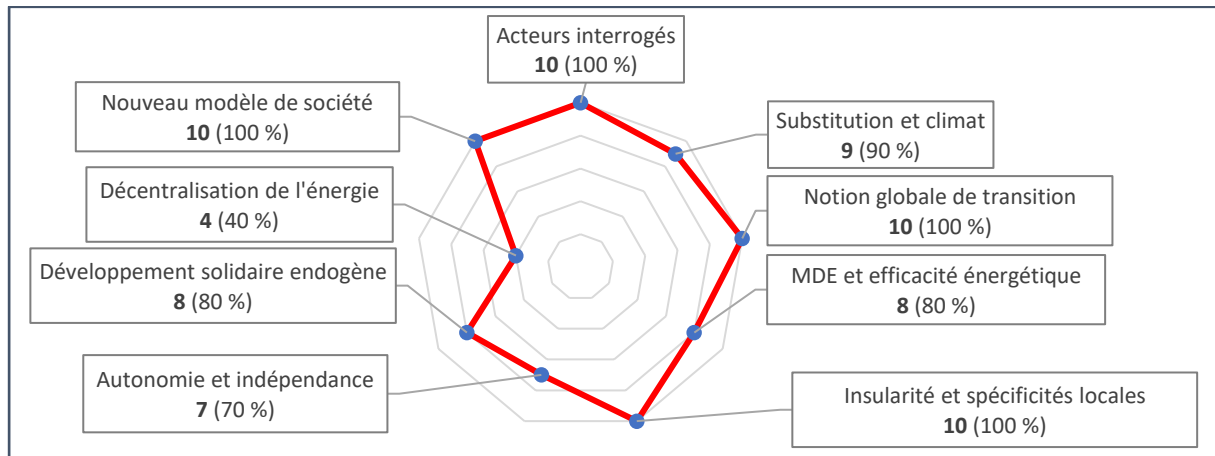 Acteurs interrogés
10 (100 %)
Nouveau modèle de société
10 (100 %)
Substitution et climat
9 (90 %)
Décentralisation de l'énergie
4 (40 %)
Notion globale de transition
10 (100 %)
Développement solidaire endogène
8 (80 %)
MDE et efficacité énergétique
8 (80 %)
Autonomie et indépendance
7 (70 %)
Insularité et spécificités locales
10 (100 %)